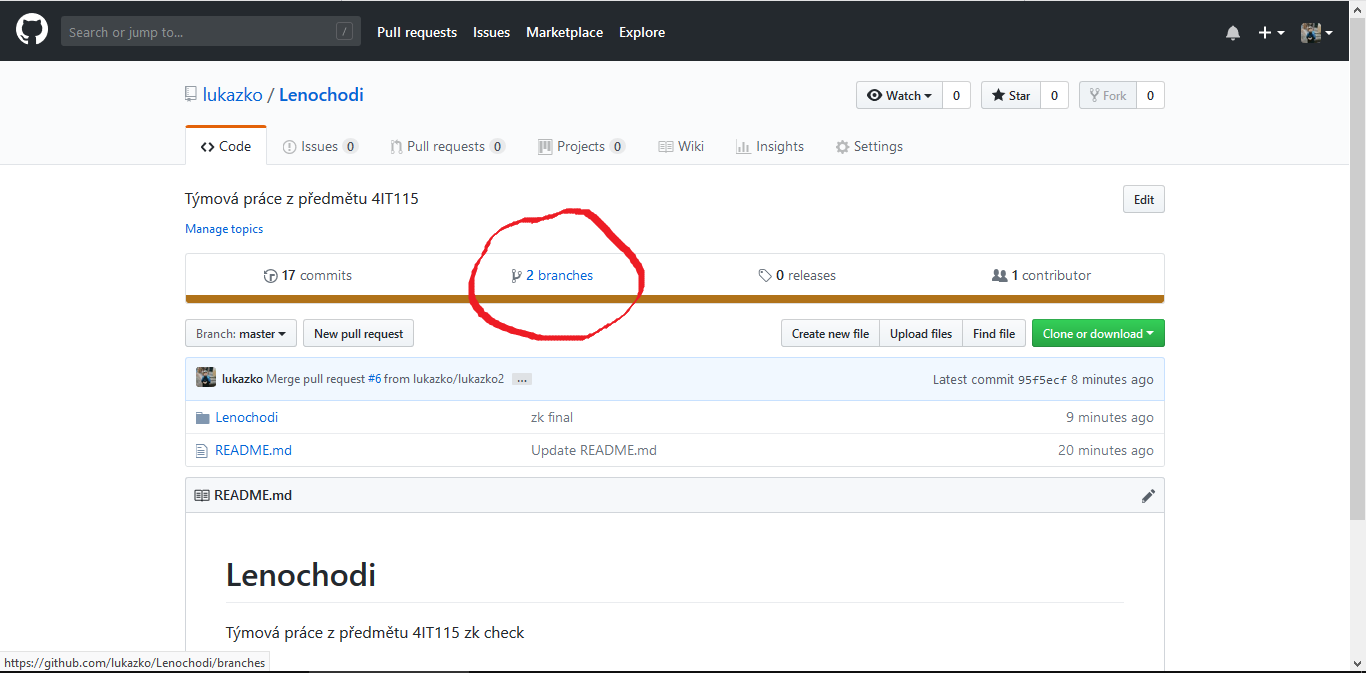 Search or jump to... / Pull requests Issues Marketplace Explore
lukazko / Lenochodi Watch 0 Star 0 Fork 0
Code Issues 0 Pull requests 0 Projects 0 Wiki Insights Settings
Týmová práce z předmětu 4IT115 Edit
Manage topics
17 commits 2 branches 0 releases 1 contributor
Branch: master New pull request Create new file Upload files Find file Clone or download
lukazko Merge pull request #6 from lukazko/lukazko2 ... Latest commit 95f5ecf 8 minutes ago
Lenochodi zk final 9 minutes ago
README.md Update README.md 20 minutes ago
README.md
Lenochodi
Týmová práce z předmětu 4IT115 zk check
https://github.com/lukazko/Lenochodi/branches